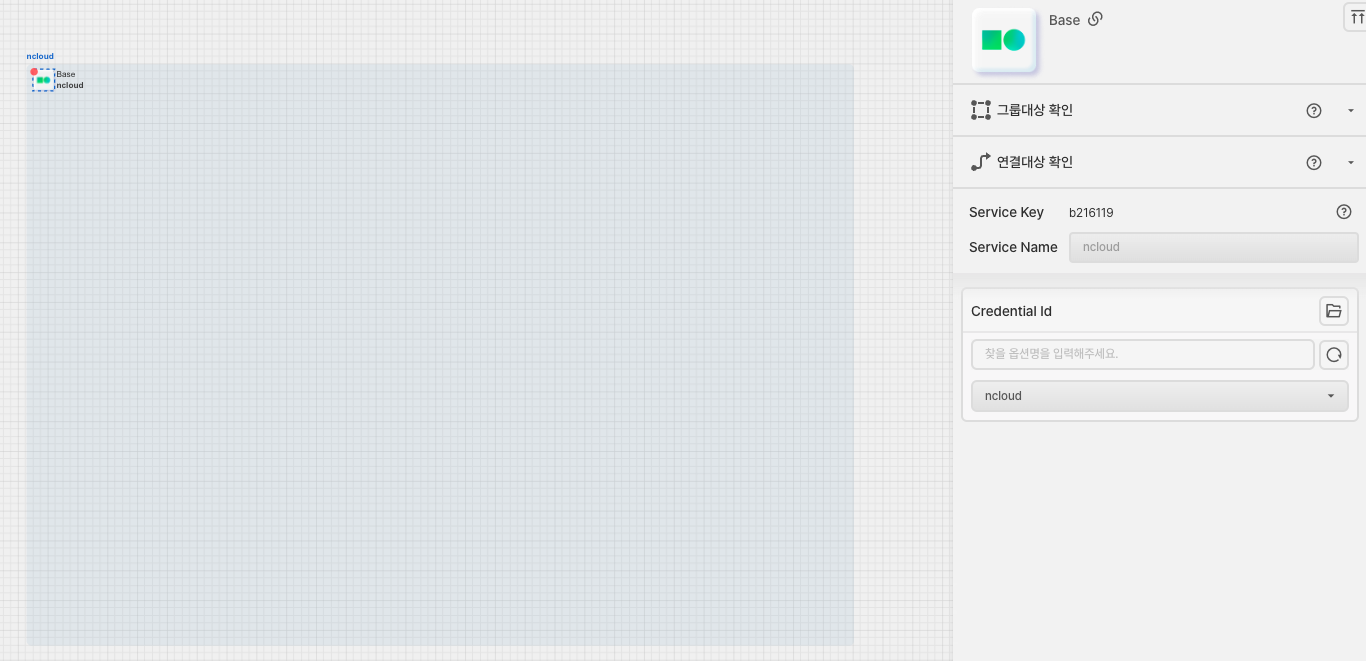 ncloud
Base
ncloud
Base
그룹대상 확인
연결대상 확인
Service Key b216119
Service Name ncloud
Credential Id
찾을 옵션명을 입력해주세요.
ncloud